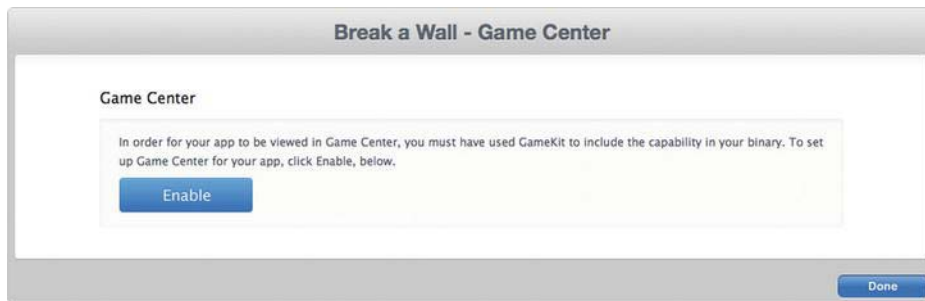 Break a Wall - Game Center
Game Center
In order for your app to be viewed in Game Center, you must have used GameKit to include the capability in your binary. To set
up Game Center for your app, click Enable, below.
Enable
Done